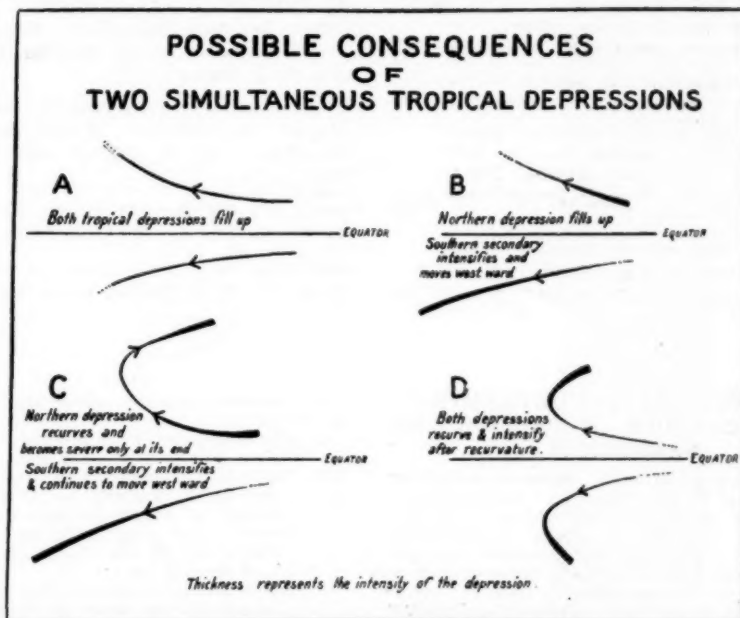 POSSIBLE CONSEQUENCES
OF
TWO SIMULTANEOUS TROPICAL DEPRESSIONS
A
Both tropical depressions fill up
EQUATOR
B
Northern depression fills up
EQUATOR
Southern secondary
intensifies and
moves west ward
C
Northern depression
recurves and
becomes severe only at its end
Southern secondary intensifies
& continues to move west ward
D
Both depressions
recurve & intensify
after recurvature.
EQUATOR
Thickness represents the intensity of the depression.